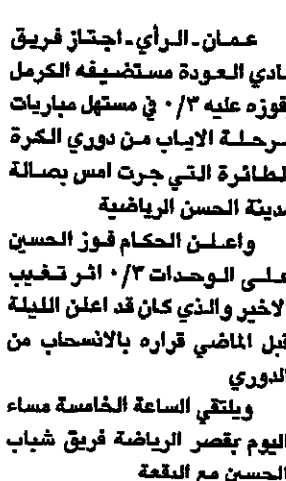 عمان ـ الرأي ـ اجتاز فريق
نادي العودة مستضيفه الكرمل
بفوزه عليه ٠/٣ في مستهل مباريات
مرحلة الاياب من دوري الكرة
الطائرة التي جرت امس بصالة
مدينة الحسن الرياضية
واعلن الحكام فوز الحسين
على الوحدات ٠/٣ اثر تغيب
الاخير والذي كان قد اعلن الليلة
قبل الماضي قراره بالانسحاب من
الدوري
ويلتقي الساعة الخامسة مساء
اليوم بقصر الرياضة فريق شباب
الحسين مع البقعة